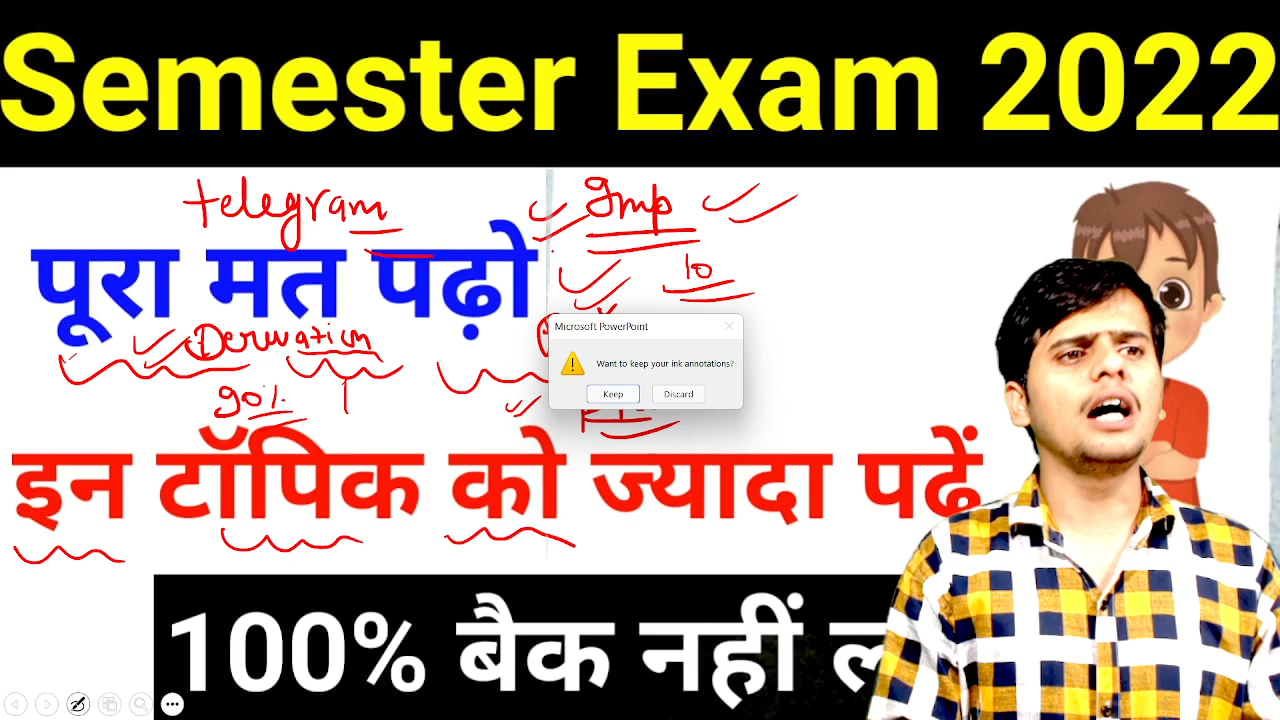 Semester Exam 2022
telegram
Imp
पूरा मत पढ़ो
10
Derivation
Microsoft PowerPoint
Want to keep your ink annotations?
Keep
Discard
90%
इन टॉपिक को ज्यादा पढें
100% बैक नहीं